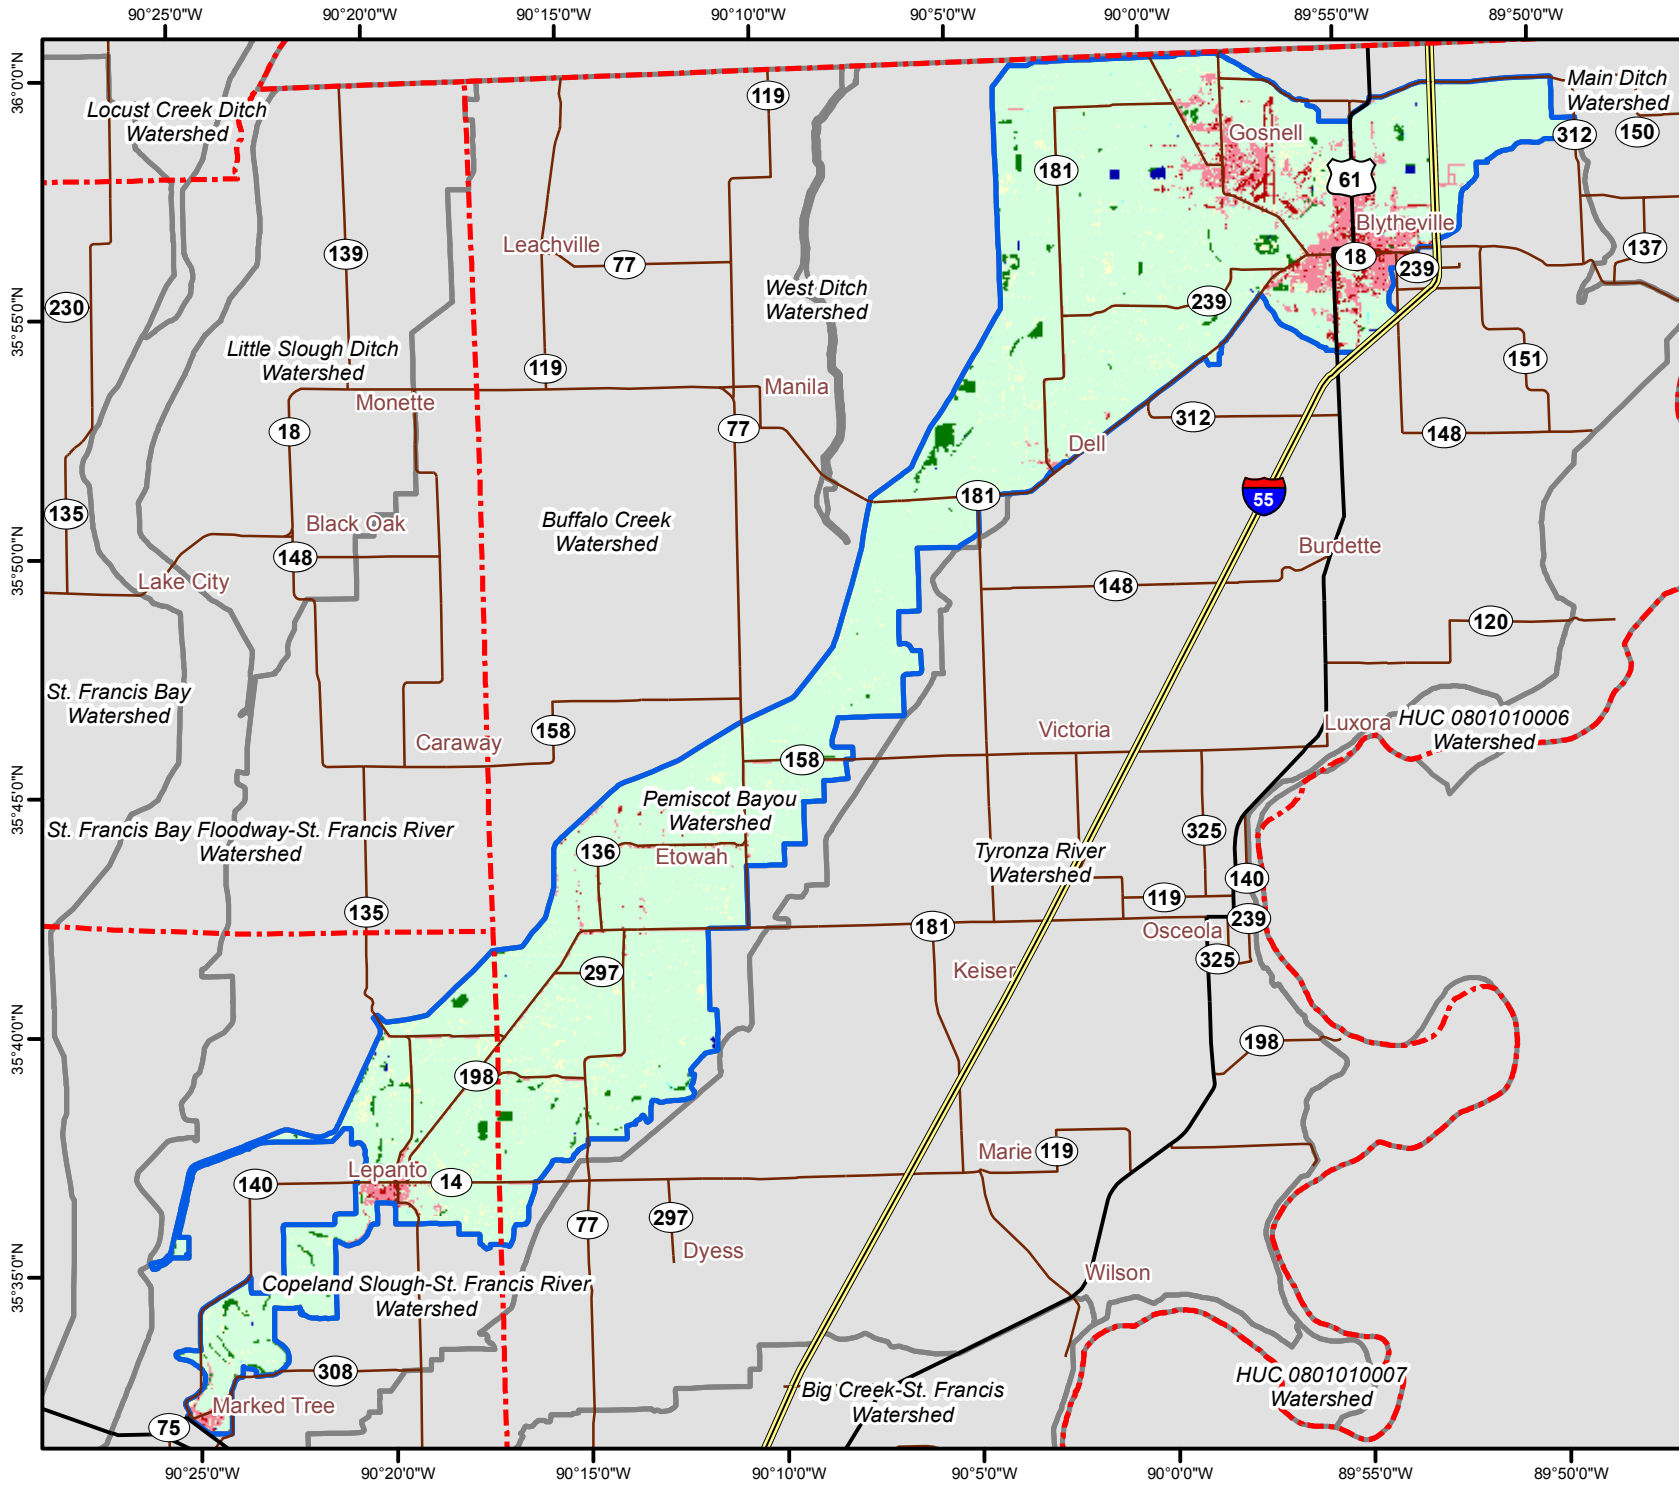 90°25'0"W
90°20'0"W
90°15'0"W
90°10'0"W
90°5'0"W
90°0'0"W
89°55'0"W
89°50'0"W
36°0'0"N
Locust Creek Ditch
Watershed
119
Main Ditch
Watershed
312
150
Gosnell
181
61
139
Leachville
77
Blytheville
18
239
137
230
West Ditch
Watershed
239
35°55'0"N
Little Slough Ditch
Watershed
119
151
Monette
Manila
18
77
312
148
Dell
181
55
135
Black Oak
Buffalo Creek
Watershed
148
Burdette
35°50'0"N
Lake City
148
120
St. Francis Bay
Watershed
158
Caraway
Victoria
Luxora
HUC 0801010006
Watershed
158
35°45'0"N
Pemiscot Bayou
Watershed
St. Francis Bay Floodway-St. Francis River
Watershed
325
136
Etowah
Tyronza River
Watershed
140
119
135
181
239
Osceola
325
297
Keiser
35°40'0"N
198
198
Marie
119
Lepanto
140
14
77
297
Dyess
35°35'0"N
Copeland Slough-St. Francis River
Watershed
Wilson
308
HUC 0801010007
Watershed
Big Creek-St. Francis
Watershed
Marked Tree
75
90°25'0"W
90°20'0"W
90°15'0"W
90°10'0"W
90°5'0"W
90°0'0"W
89°55'0"W
89°50'0"W